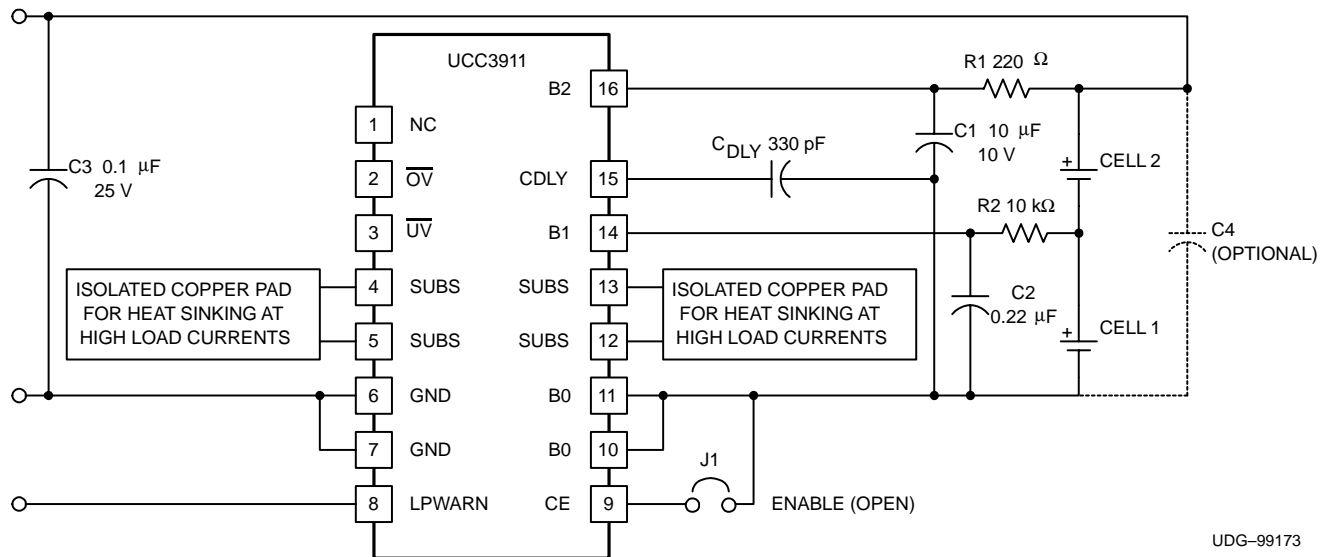 UCC3911
R1 220 Ω
B2
16
1
NC
C1 10 μF
10 V
CDLY 330 pF
C3 0.1 μF
25 V
CELL 2
+
2
OV
CDLY
15
R2 10 kΩ
3
UV
B1
14
C4
(OPTIONAL)
ISOLATED COPPER PAD
FOR HEAT SINKING AT
HIGH LOAD CURRENTS
4
SUBS
SUBS
13
ISOLATED COPPER PAD
FOR HEAT SINKING AT
HIGH LOAD CURRENTS
C2
0.22 μF
+
CELL 1
5
SUBS
SUBS
12
6
GND
B0
11
7
GND
B0
10
J1
8
LPWARN
CE
9
ENABLE (OPEN)
UDG–99173